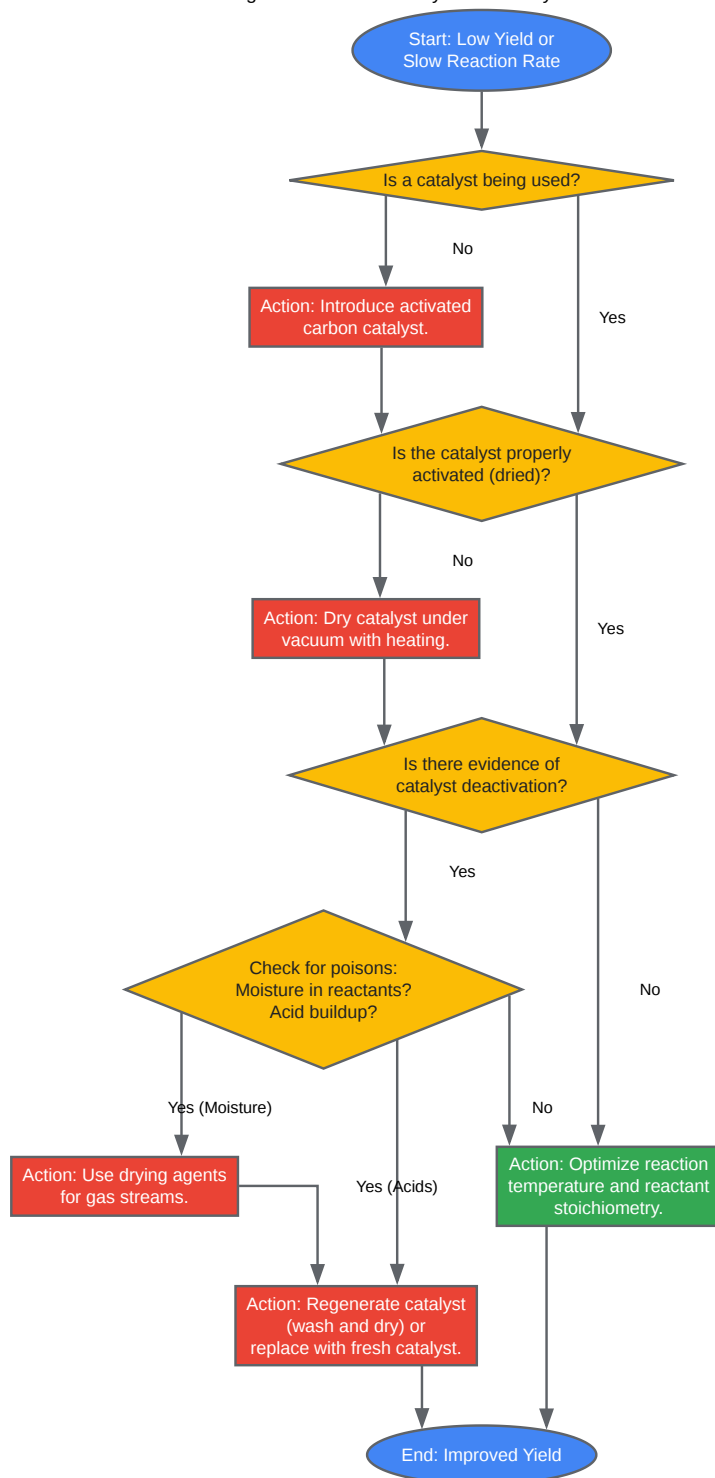 Start: Low Yield or
Slow Reaction Rate
Is a catalyst being used?
No
Action: Introduce activated
carbon catalyst.
Yes
Is the catalyst properly
activated (dried)?
No
Action: Dry catalyst under
vacuum with heating.
Yes
Is there evidence of
catalyst deactivation?
Yes
Check for poisons:
Moisture in reactants?
Acid buildup?
No
Yes (Moisture)
No
Action: Use drying agents
for gas streams.
Yes (Acids)
Action: Optimize reaction
temperature and reactant
stoichiometry.
Action: Regenerate catalyst
(wash and dry) or
replace with fresh catalyst.
End: Improved Yield